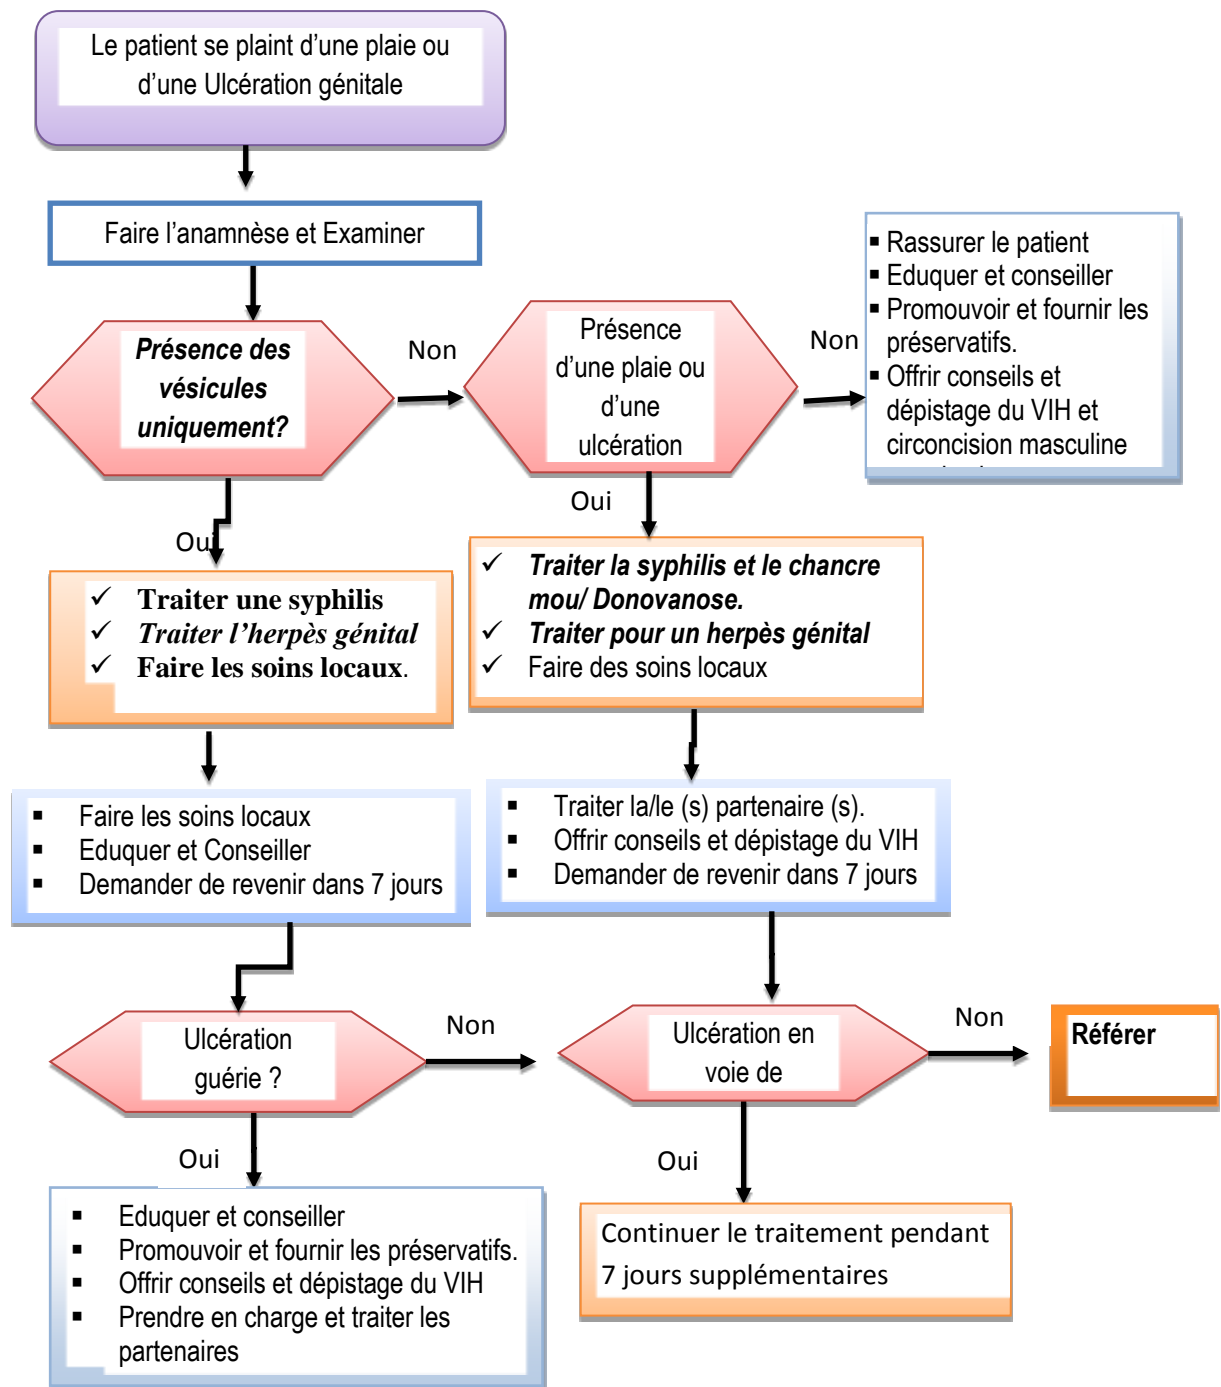 Le patient se plaint d’une plaie ou
d’une Ulcération génitale
Faire l’anamnèse et Examiner
Présence des
vésicules
uniquement?
Non
Présence
d’une plaie ou
d’une
ulcération
Non
▪ Rassurer le patient
▪ Eduquer et conseiller
▪ Promouvoir et fournir les
préservatifs.
▪ Offrir conseils et
dépistage du VIH et
circoncision masculine
Oui
Oui
✓ Traiter une syphilis
✓ Traiter l’herpès génital
✓ Faire les soins locaux.
✓ Traiter la syphilis et le chancre
mou/ Donovanose.
✓ Traiter pour un herpès génital
✓ Faire des soins locaux
▪ Faire les soins locaux
▪ Eduquer et Conseiller
▪ Demander de revenir dans 7 jours
▪ Traiter la/le (s) partenaire (s).
▪ Offrir conseils et dépistage du VIH
▪ Demander de revenir dans 7 jours
Ulcération
guérie ?
Non
Ulcération en
voie de
Non
Référer
Oui
Oui
▪ Eduquer et conseiller
▪ Promouvoir et fournir les préservatifs.
▪ Offrir conseils et dépistage du VIH
▪ Prendre en charge et traiter les
partenaires
Continuer le traitement pendant
7 jours supplémentaires